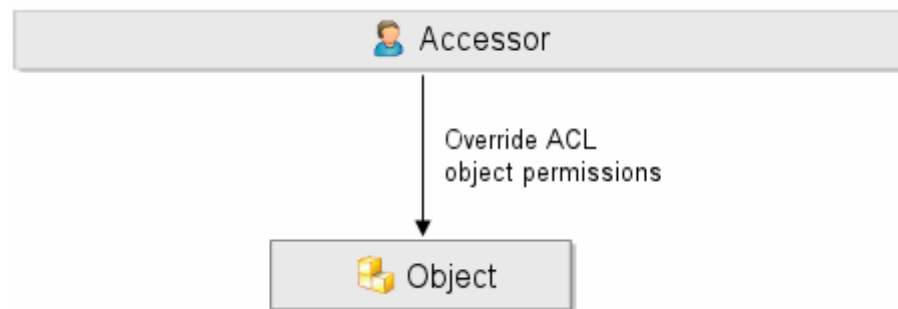 Accessor
Override ACL
object permissions
Object